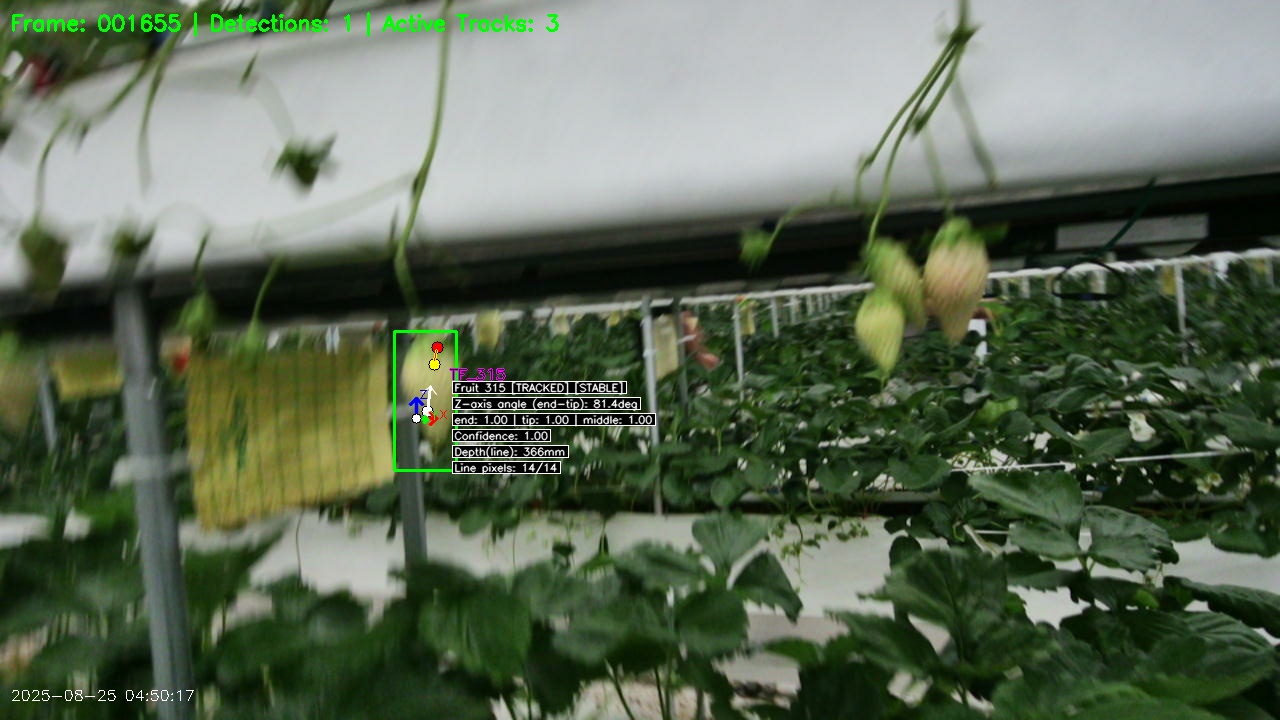 Frame: 001655 | Detections: 1 | Active Tracks: 3
TF_315
Fruit 315 [TRACKED] [STABLE]
Z
Z-axis angle (end-tip): 81.4deg
X
end: 1.00 | tip: 1.00 | middle: 1.00
Confidence: 1.00
Depth(line): 366mm
Line pixels: 14/14
2025-08-25 04:50:17